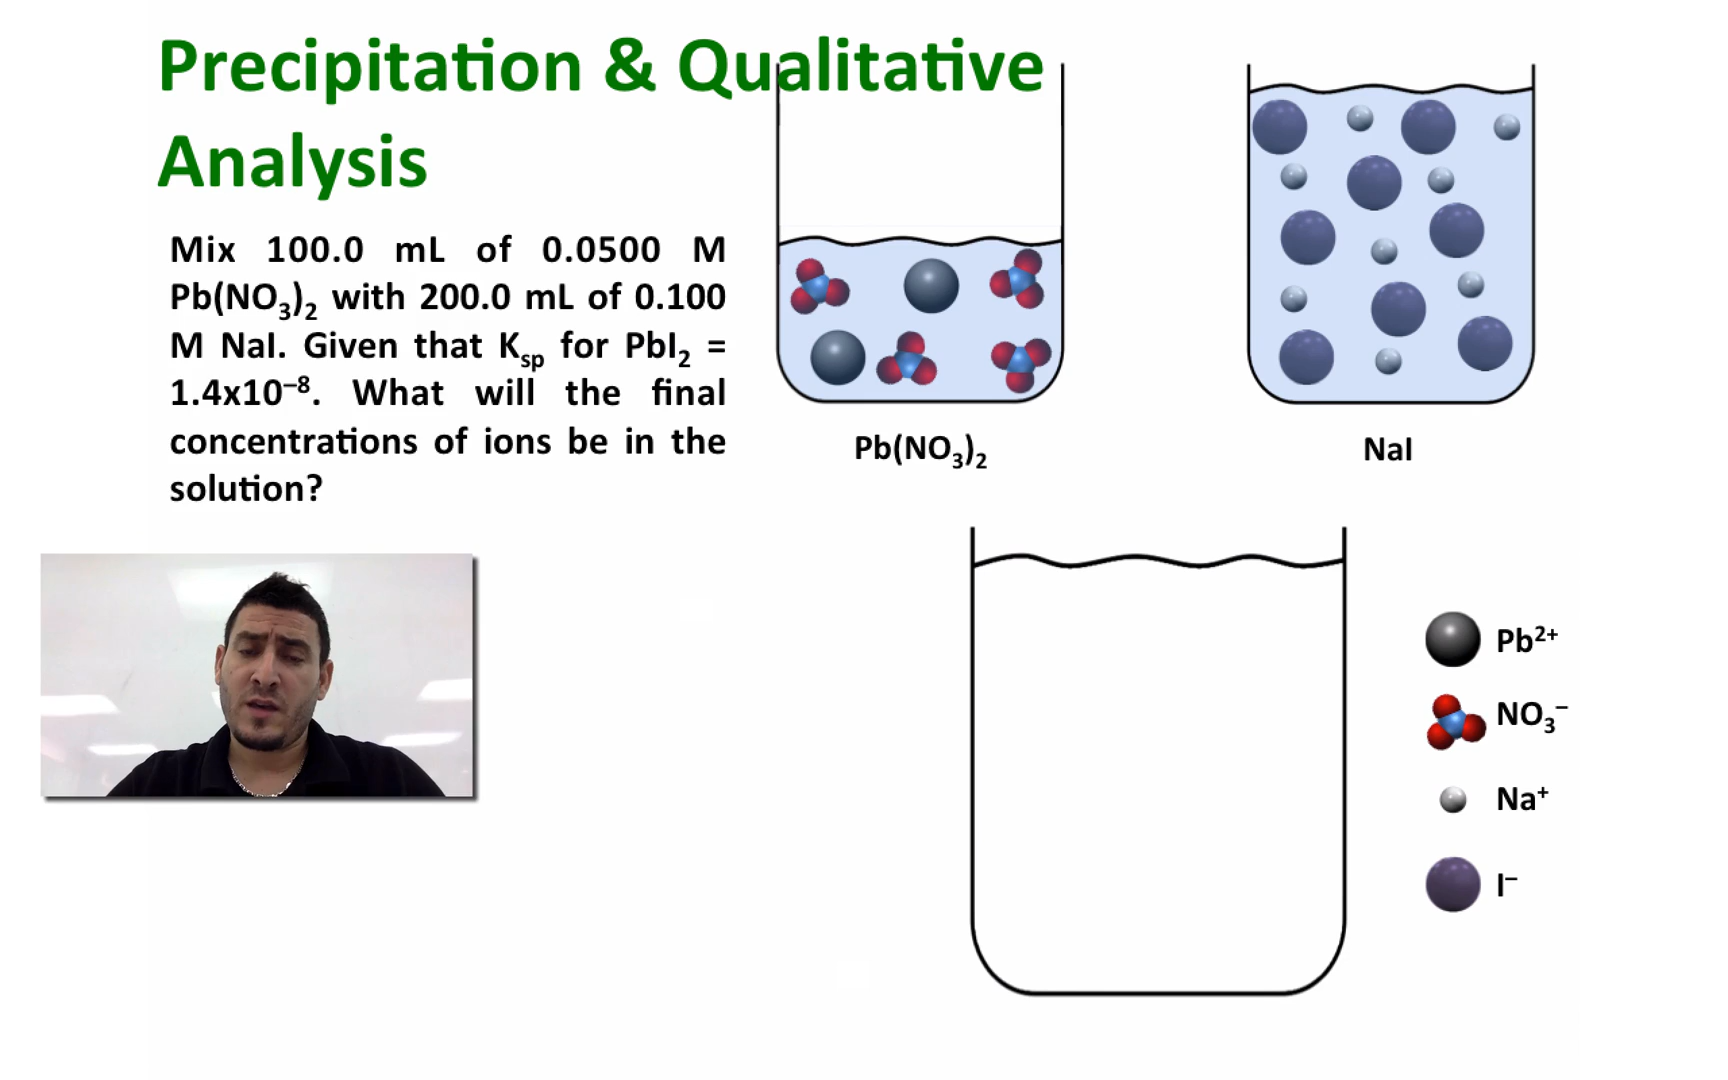 Precipitation & Qualitative
Analysis
Mix 100.0 mL of 0.0500 M
Pb(NO₃)₂ with 200.0 mL of 0.100
M NaI. Given that Kₛₚ for PbI₂ =
1.4x10⁻⁸. What will the final
concentrations of ions be in the
solution?
Pb(NO₃)₂
NaI
Pb²⁺
NO₃⁻
Na⁺
I⁻